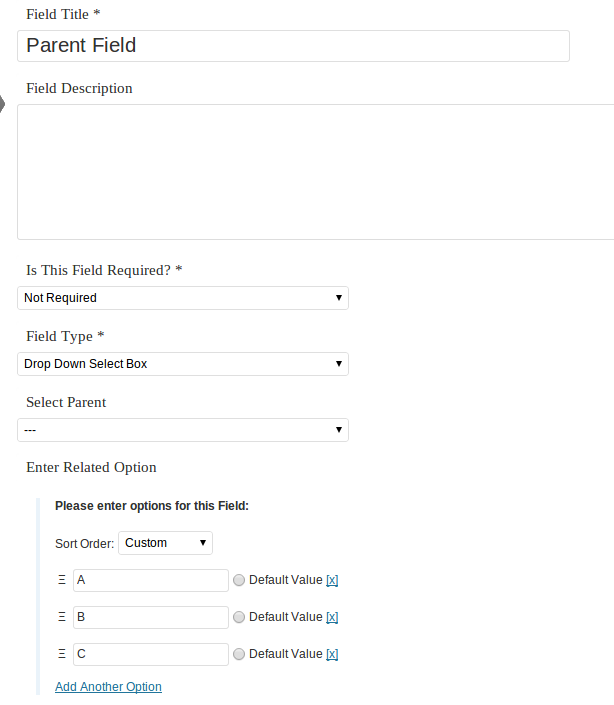 Field Title *
Parent Field
Field Description
Is This Field Required? *
Not Required
Field Type *
Drop Down Select Box
Select Parent
---
Enter Related Option
Please enter options for this Field:
Sort Order: Custom
Ξ A Default Value [x]
Ξ B Default Value [x]
Ξ C Default Value [x]
Add Another Option